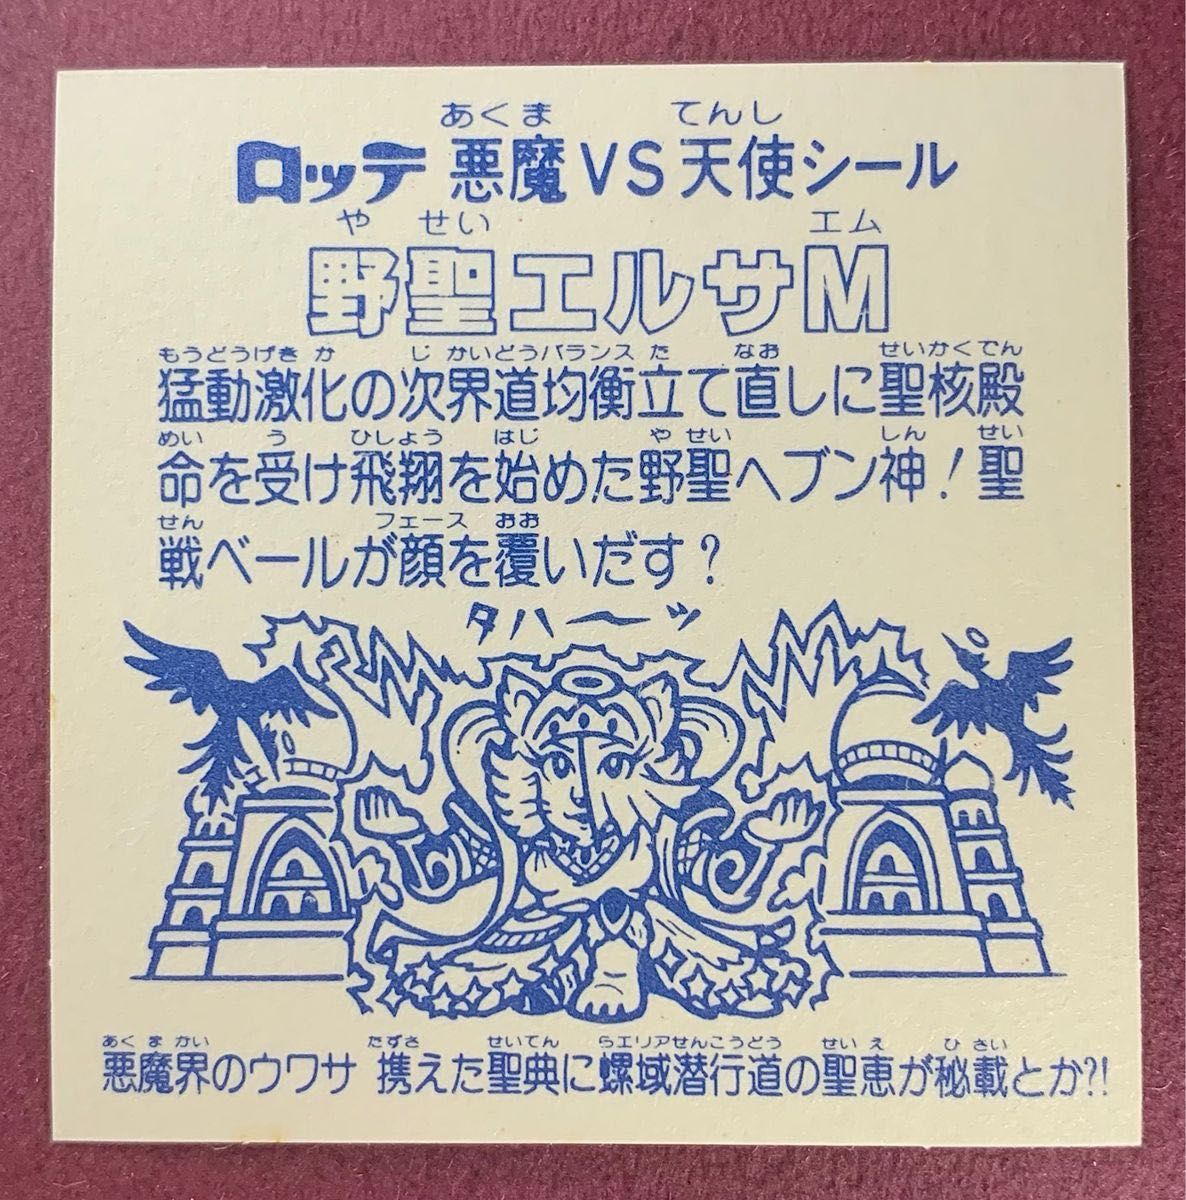 あくま てんし
ロッテ 悪魔VS天使シール
やせい エム
野聖エルサM
もうどうげきか じかいどうバランスた なお せいかくでん
猛動激化の次界道均衡立て直しに聖核殿
めい う ひしょう はじ やせい しん せい
命を受け飛翔を始めた野聖ヘブン神！聖
せん フェース おお
戦ベールが顔を覆いだす？
タハーッ
あくまかい たずさ せいてん らエリアせんこうどう せいえ ひさい
悪魔界のウワサ 携えた聖典に螺域潜行道の聖恵が秘載とか?!